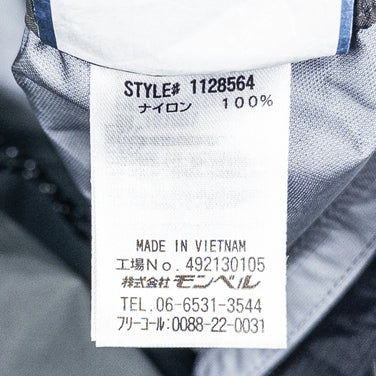 STYLE# 1128564
ナイロン 100%
MADE IN VIETNAM
工場No. 492130105
株式会社モンベル
TEL. 06-6531-3544
フリーコール:0088-22-0031